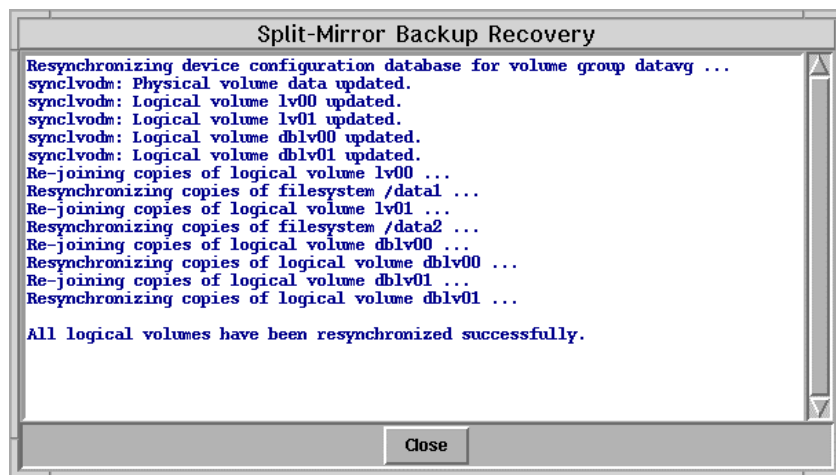 Split-Mirror Backup Recovery
Resynchronizing device configuration database for volume group datavg ...
synclvodm: Physical volume data updated.
synclvodm: Logical volume lv00 updated.
synclvodm: Logical volume lv01 updated.
synclvodm: Logical volume dblv00 updated.
synclvodm: Logical volume dblv01 updated.
Re-joining copies of logical volume lv00 ...
Resynchronizing copies of filesystem /data1 ...
Re-joining copies of logical volume lv01 ...
Resynchronizing copies of filesystem /data2 ...
Re-joining copies of logical volume dblv00 ...
Resynchronizing copies of logical volume dblv00 ...
Re-joining copies of logical volume dblv01 ...
Resynchronizing copies of logical volume dblv01 ...
All logical volumes have been resynchronized successfully.
Close